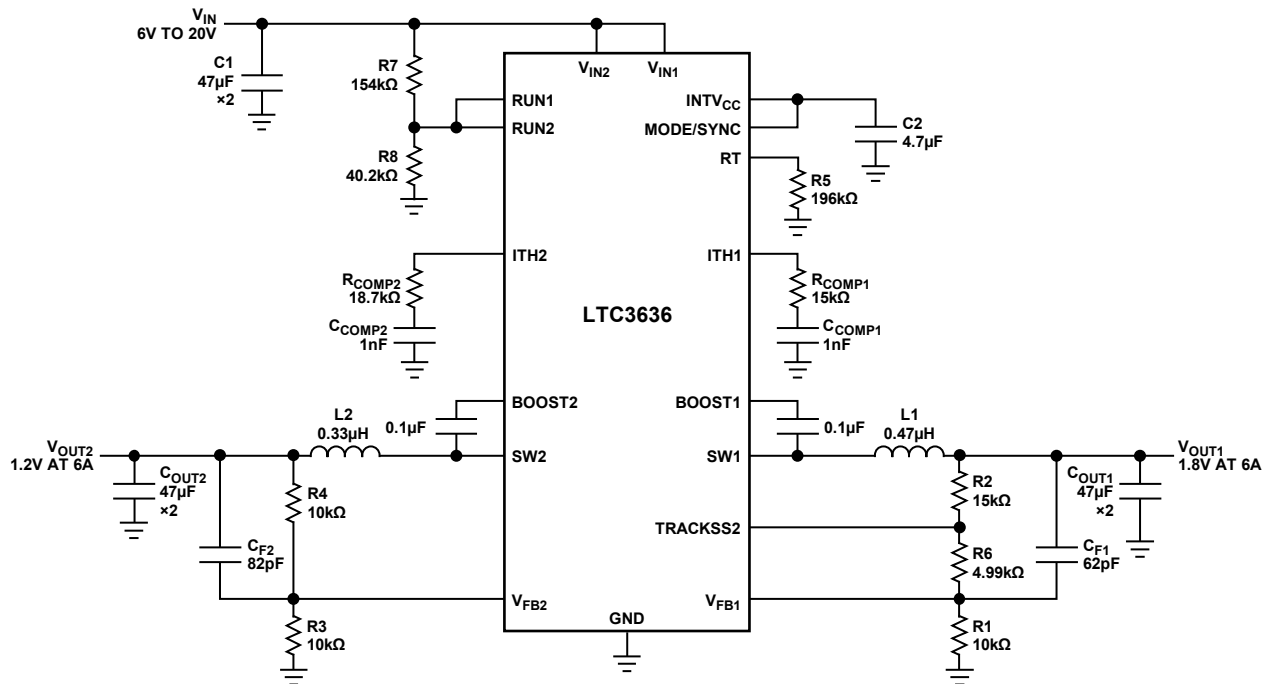 VIN
6V TO 20V
C1
47µF
×2
R7
154kΩ
VIN2
VIN1
RUN1
RUN2
INTVCC
MODE/SYNC
C2
4.7µF
R8
40.2kΩ
RT
R5
196kΩ
ITH2
ITH1
RCOMP2
18.7kΩ
RCOMP1
15kΩ
LTC3636
CCOMP2
1nF
CCOMP1
1nF
BOOST2
BOOST1
L2
0.33µH
0.1µF
0.1µF
L1
0.47µH
VOUT2
1.2V AT 6A
SW2
SW1
VOUT1
1.8V AT 6A
COUT2
47µF
×2
R4
10kΩ
R2
15kΩ
COUT1
47µF
×2
TRACKSS2
CF2
82pF
R6
4.99kΩ
CF1
62pF
VFB2
VFB1
GND
R3
10kΩ
R1
10kΩ